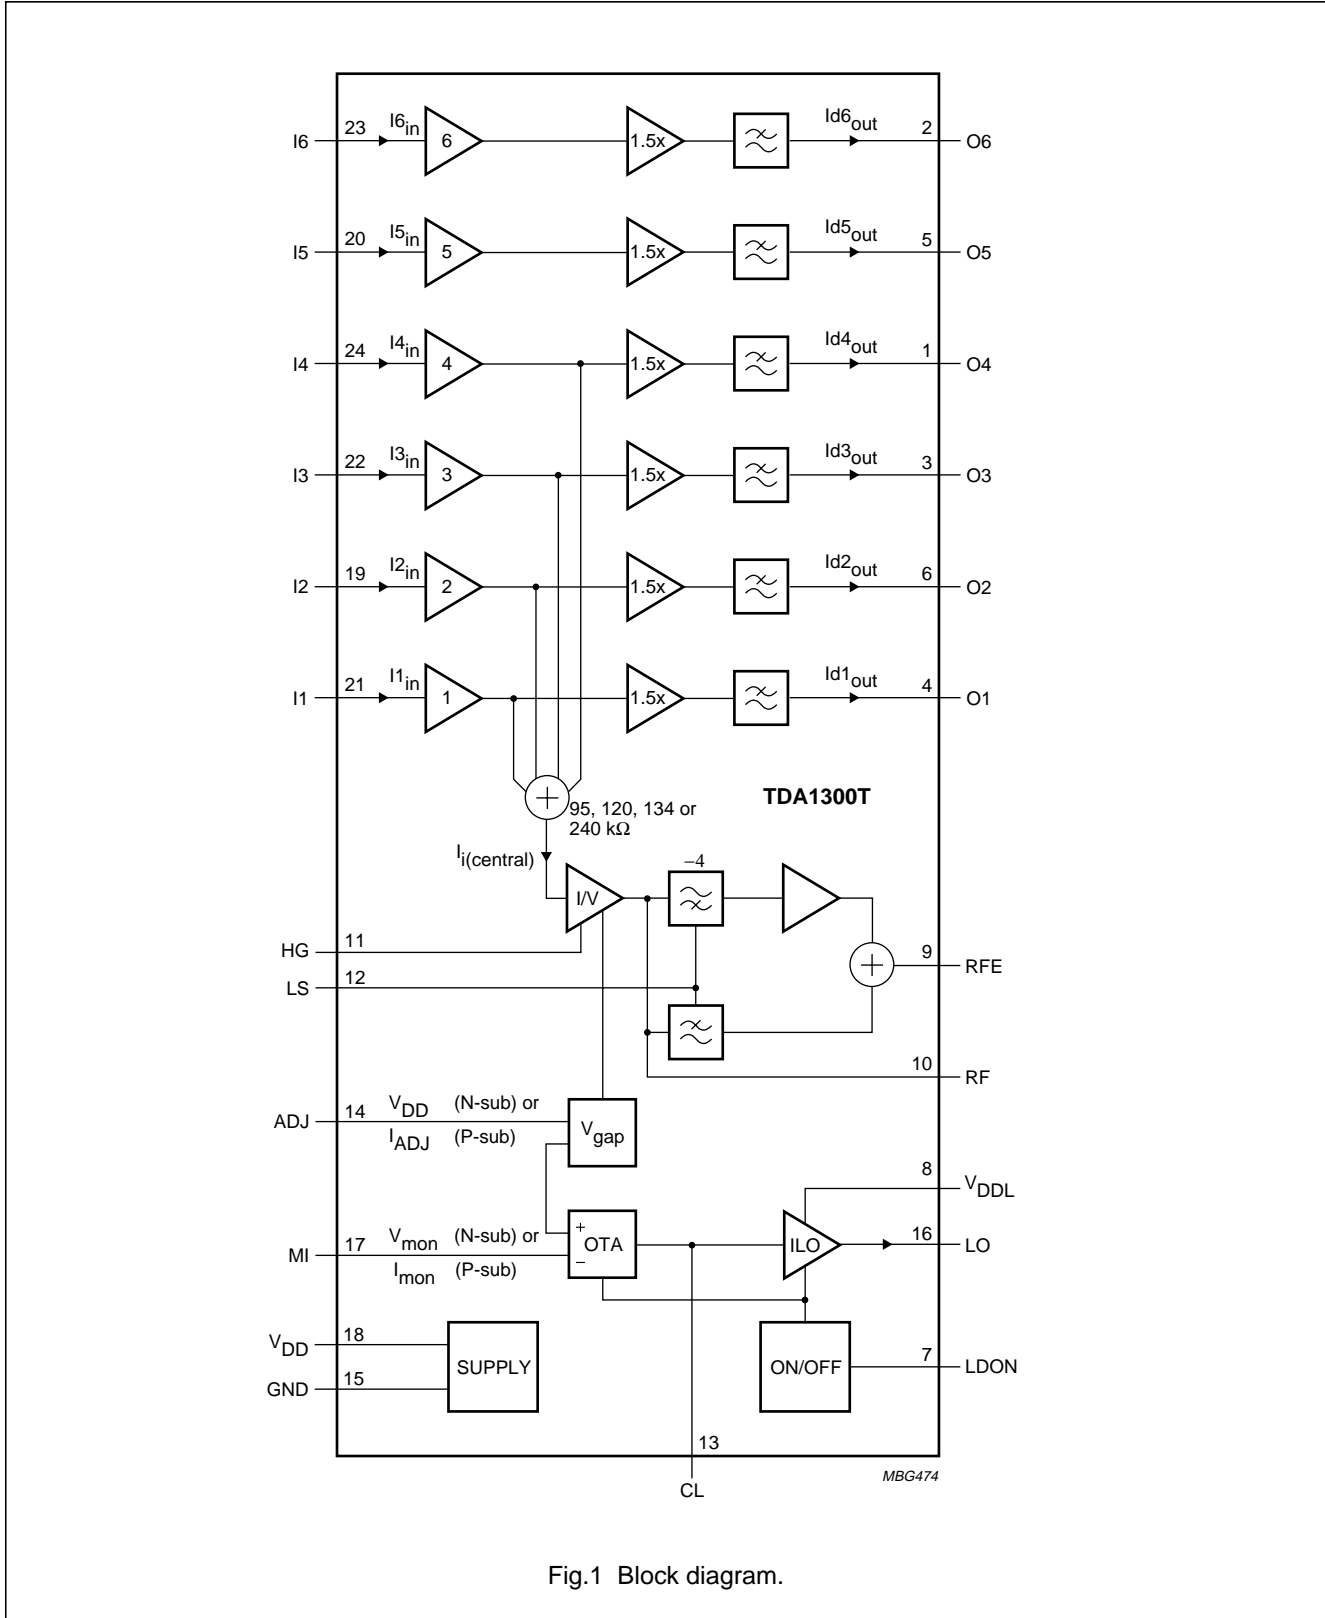 I6 23 I6in 6 1.5x Id6out 2 O6
I5 20 I5in 5 1.5x Id5out 5 O5
I4 24 I4in 4 1.5x Id4out 1 O4
I3 22 I3in 3 1.5x Id3out 3 O3
I2 19 I2in 2 1.5x Id2out 6 O2
I1 21 I1in 1 1.5x Id1out 4 O1
TDA1300T
+ 95, 120, 134 or
240 kΩ
Ii(central)
−4
I/V
HG 11
+ 9 RFE
LS 12
10 RF
ADJ 14 VDD (N-sub) or
IADJ (P-sub)
Vgap
8 VDDL
MI 17 Vmon (N-sub) or
Imon (P-sub)
+
OTA
−
ILO 16 LO
VDD 18
GND 15
SUPPLY
ON/OFF 7 LDON
13
CL
MBG474
Fig.1 Block diagram.